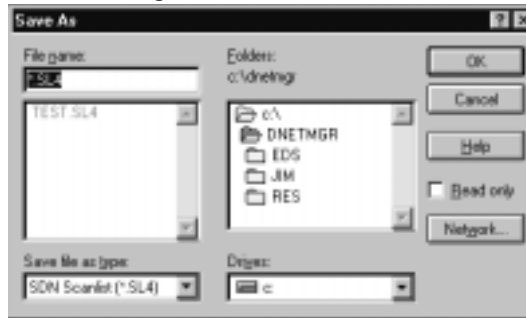 Save As
File name:
*.SL4
TEST.SL4
Save file as type:
SDN Scanlist (*.SL4)
Folders:
c:\dnetmgr
c:\
DNETMGR
EDS
JIM
RES
Drives:
c:
OK
Cancel
Help
Read only
Network...